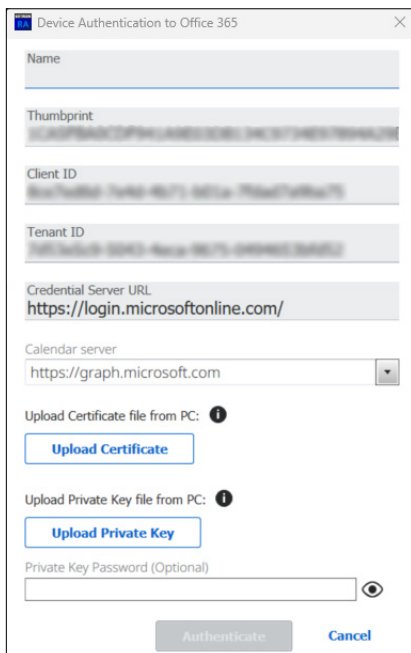 RA Device Authentication to Office 365
Name
Thumbprint
Client ID
Tenant ID
Credential Server URL
https://login.microsoftonline.com/
Calendar server
https://graph.microsoft.com
Upload Certificate file from PC:
Upload Certificate
Upload Private Key file from PC:
Upload Private Key
Private Key Password (Optional)
Authenticate Cancel